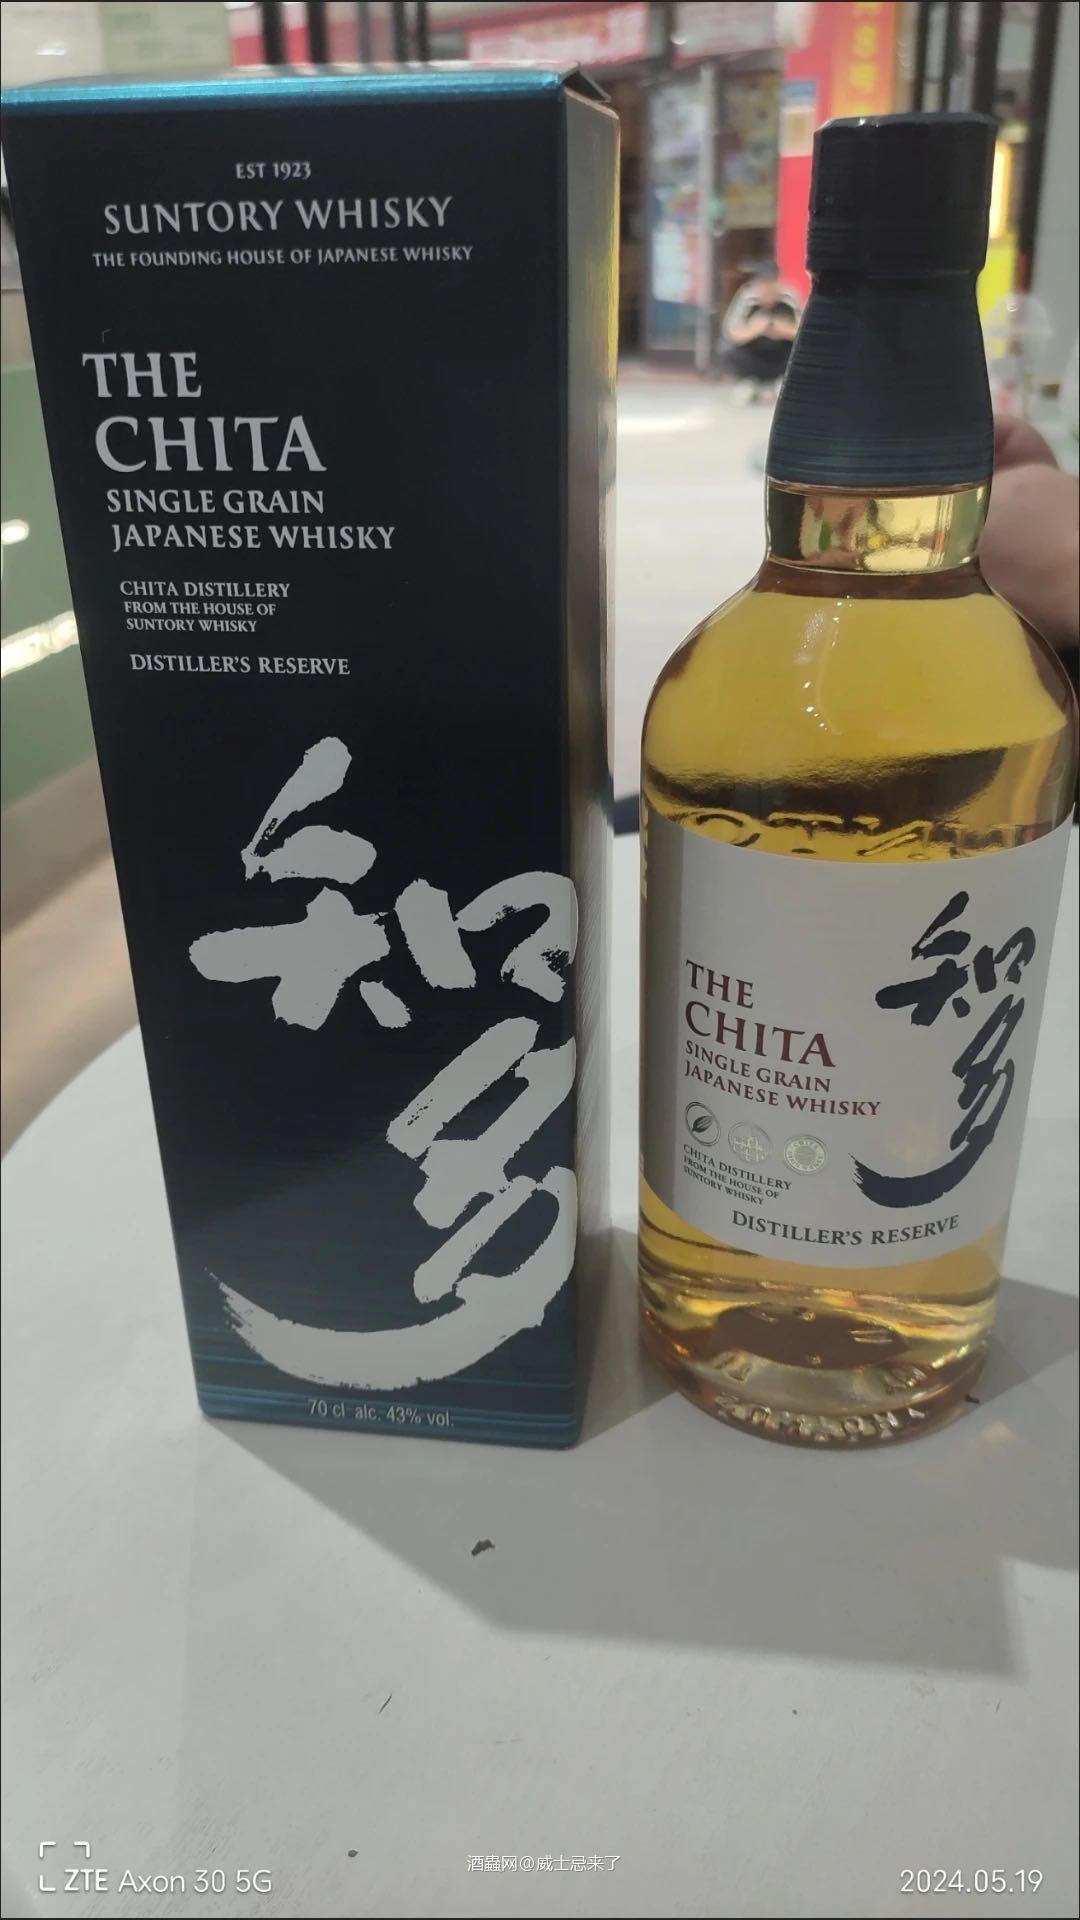 EST 1923
SUNTORY WHISKY
THE FOUNDING HOUSE OF JAPANESE WHISKY
THE
CHITA
SINGLE GRAIN
JAPANESE WHISKY
CHITA DISTILLERY
FROM THE HOUSE OF
SUNTORY WHISKY
DISTILLER'S RESERVE
知
多
70 cl alc. 43% vol.
知
多
THE
CHITA
SINGLE GRAIN
JAPANESE WHISKY
CHITA DISTILLERY
FROM THE HOUSE OF
SUNTORY WHISKY
DISTILLER'S RESERVE
ZTE Axon 30 5G
酒蟲网@威士忌来了
2024.05.19